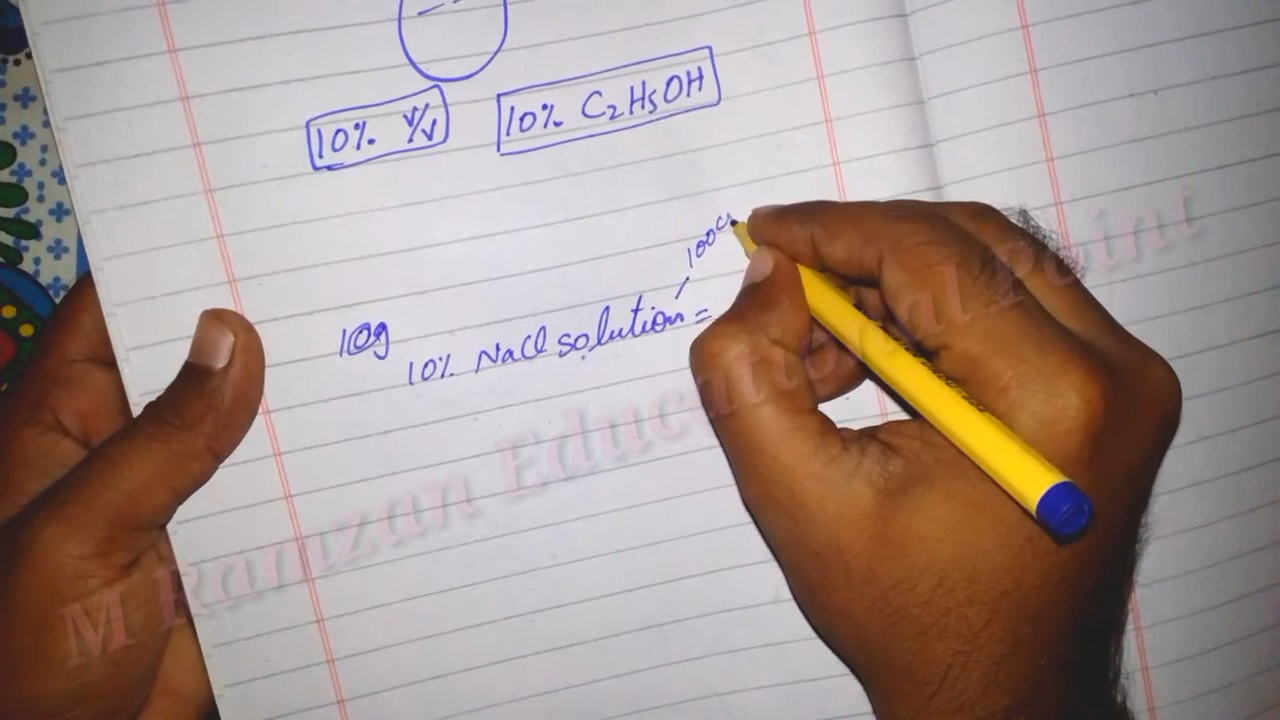 10% V/V 10% C2H5OH
100c
10g
10% NaCl solution =
M Ramzan Educational Point